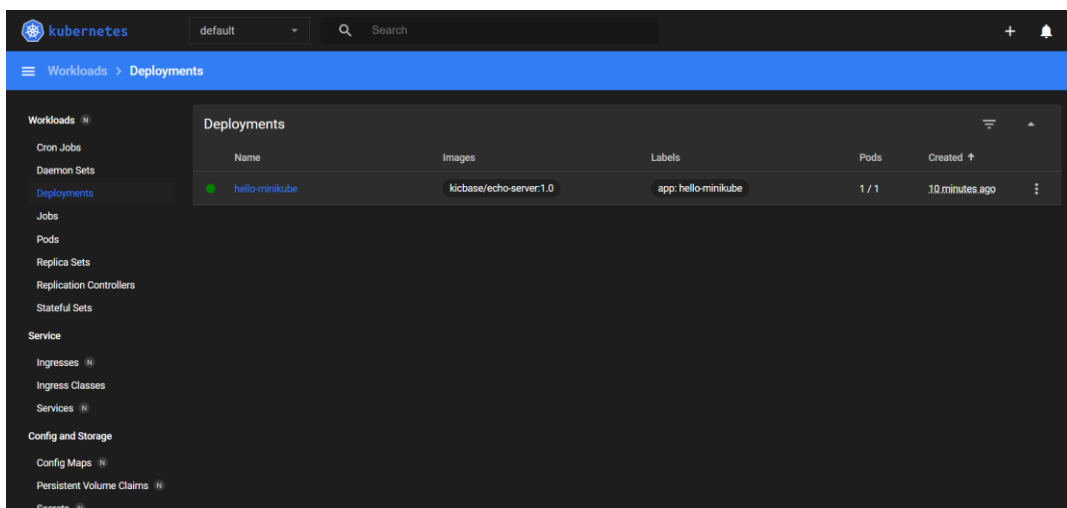 kubernetes
default
Search
Workloads > Deployments
Workloads N
Cron Jobs
Daemon Sets
Deployments
Jobs
Pods
Replica Sets
Replication Controllers
Stateful Sets
Service
Ingresses N
Ingress Classes
Services N
Config and Storage
Config Maps N
Persistent Volume Claims N
Secrets N
Deployments
Name Images Labels Pods Created ↑
hello-minikube kicbase/echo-server:1.0 app: hello-minikube 1 / 1 10 minutes ago